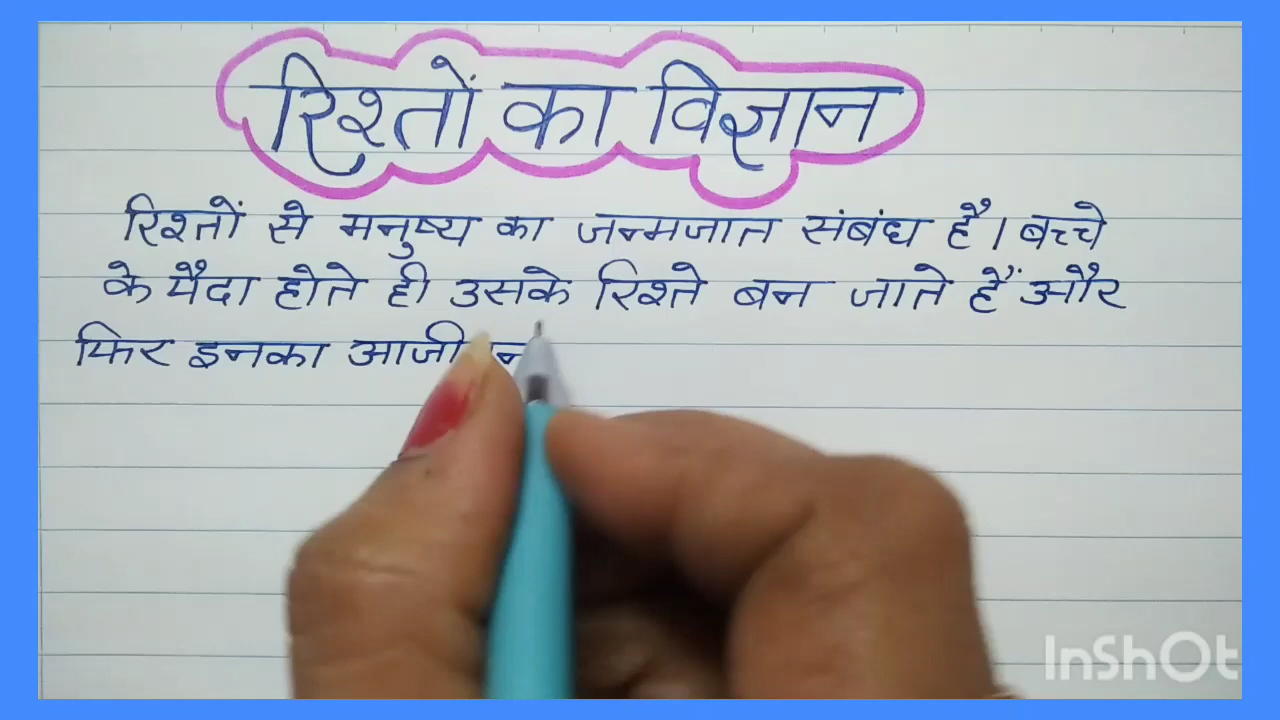 रिश्तों का विज्ञान
रिश्तों से मनुष्य का जन्मजात संबंध है। बच्चे
के पैदा होते ही उसके रिश्ते बन जाते हैं और
फिर इनका
InShOt